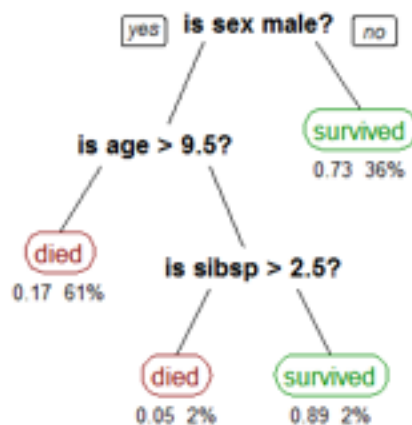 yes is sex male? no
survived
is age > 9.5?
0.73 36%
died
is sibsp > 2.5?
0.17 61%
died survived
0.05 2% 0.89 2%